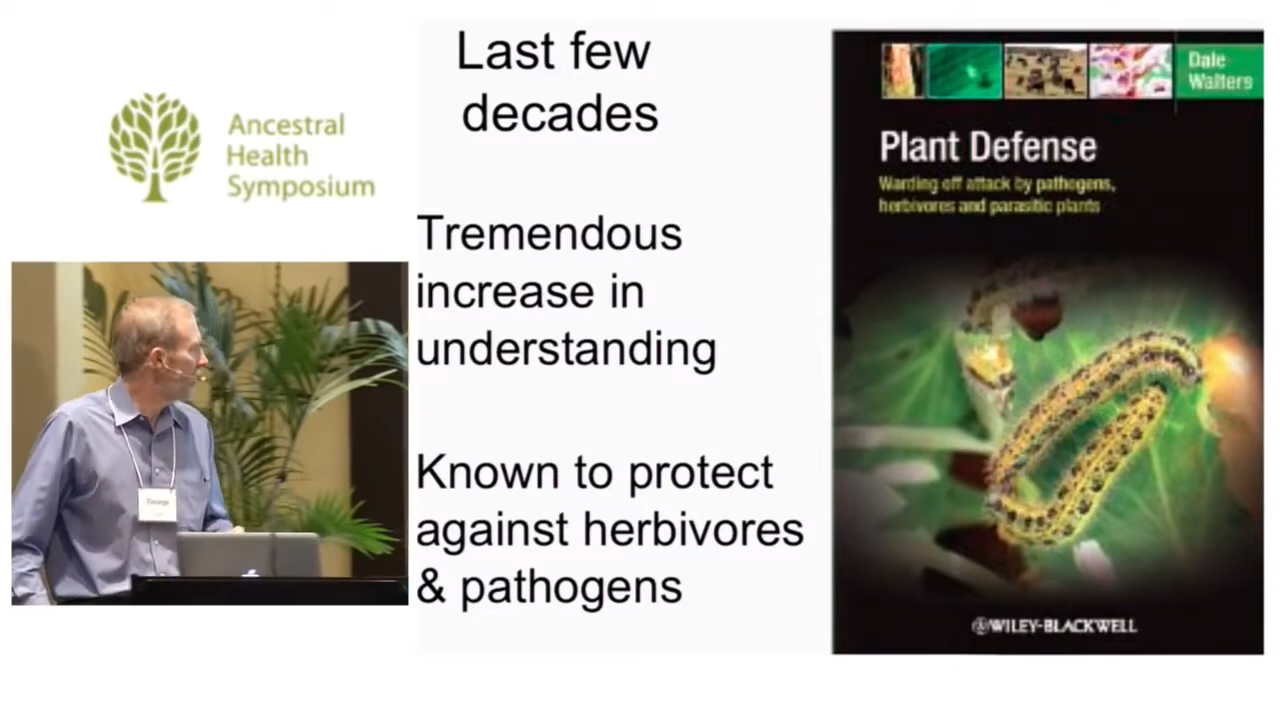 Last few
decades
Ancestral
Health
Symposium
Tremendous
increase in
understanding
Known to protect
against herbivores
& pathogens
George
Dale
Walters
Plant Defense
Warding off attack by pathogens,
herbivores and parasitic plants
WILEY-BLACKWELL